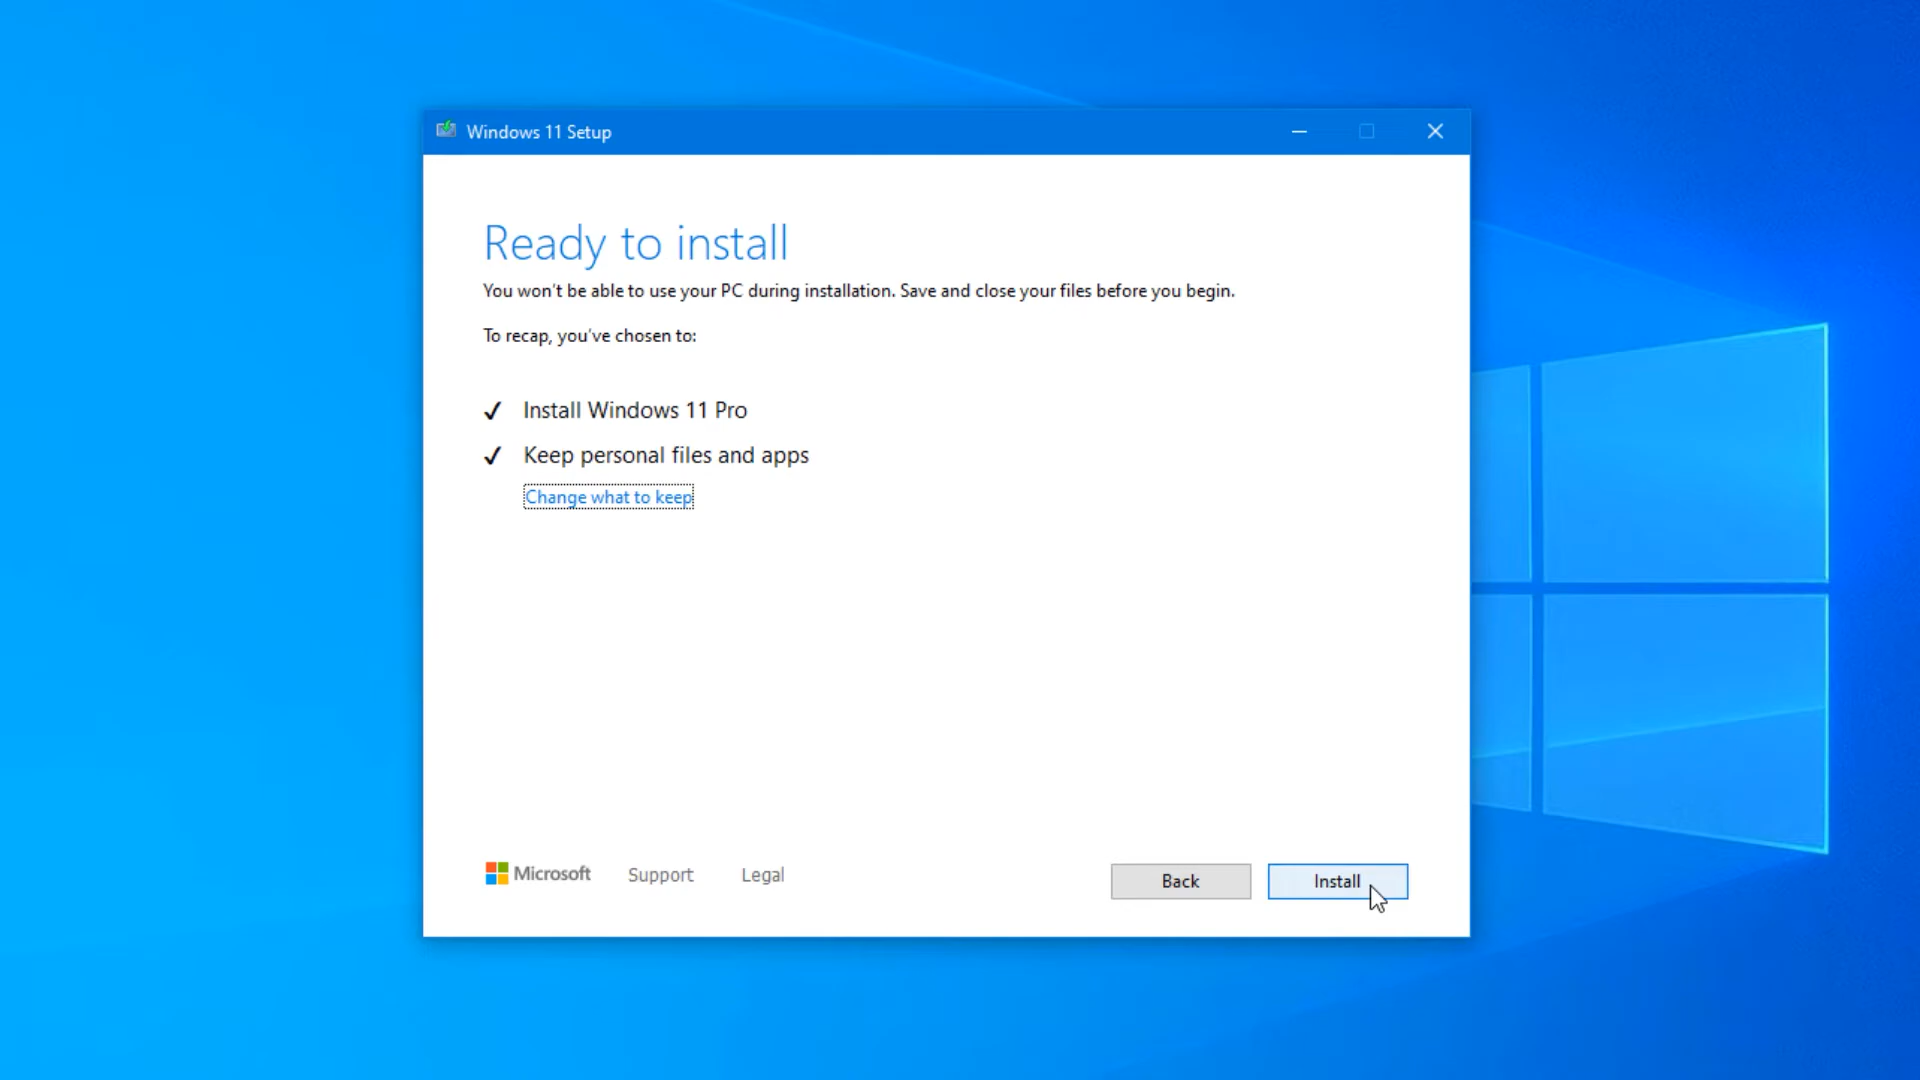 Windows 11 Setup
Ready to install
You won't be able to use your PC during installation. Save and close your files before you begin.
To recap, you've chosen to:
Install Windows 11 Pro
Keep personal files and apps
Change what to keep
Microsoft Support Legal
Back Install